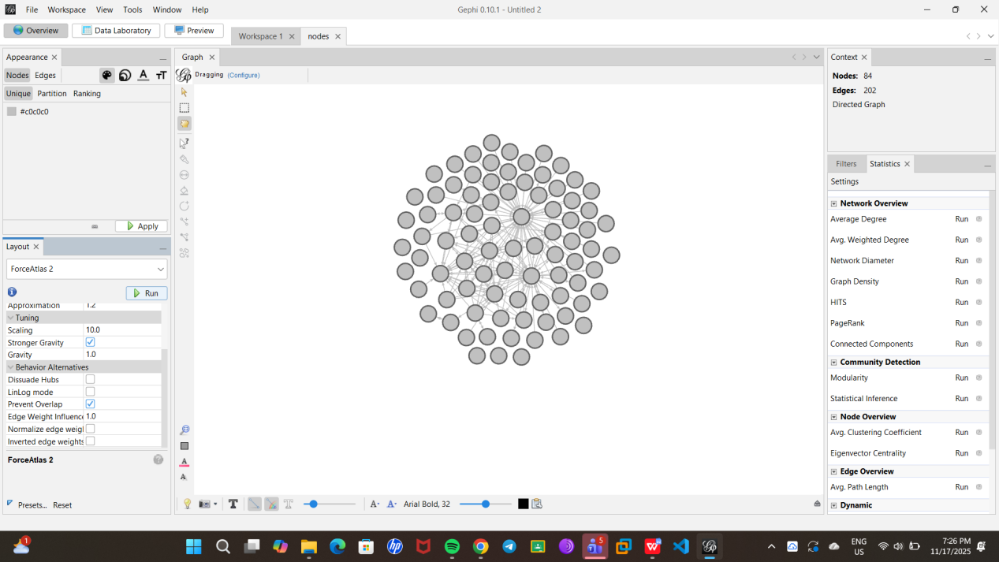 File Workspace View Tools Window Help Gephi 0.10.1 - Untitled 2
Overview Data Laboratory Preview Workspace 1 nodes
Appearance
Nodes Edges
Unique Partition Ranking
#c0c0c0
Apply
Layout
ForceAtlas 2
Run
Approximation 1.2
Tuning
Scaling 10.0
Stronger Gravity
Gravity 1.0
Behavior Alternatives
Dissuade Hubs
LinLog mode
Prevent Overlap
Edge Weight Influence 1.0
Normalize edge weigl
Inverted edge weights
ForceAtlas 2
Presets... Reset
Graph
Dragging (Configure)
Arial Bold, 32
Context
Nodes: 84
Edges: 202
Directed Graph
Filters Statistics
Settings
Network Overview
Average Degree Run
Avg. Weighted Degree Run
Network Diameter Run
Graph Density Run
HITS Run
PageRank Run
Connected Components Run
Community Detection
Modularity Run
Statistical Inference Run
Node Overview
Avg. Clustering Coefficient Run
Eigenvector Centrality Run
Edge Overview
Avg. Path Length Run
Dynamic
1
5
ENG
US
7:26 PM
11/17/2025